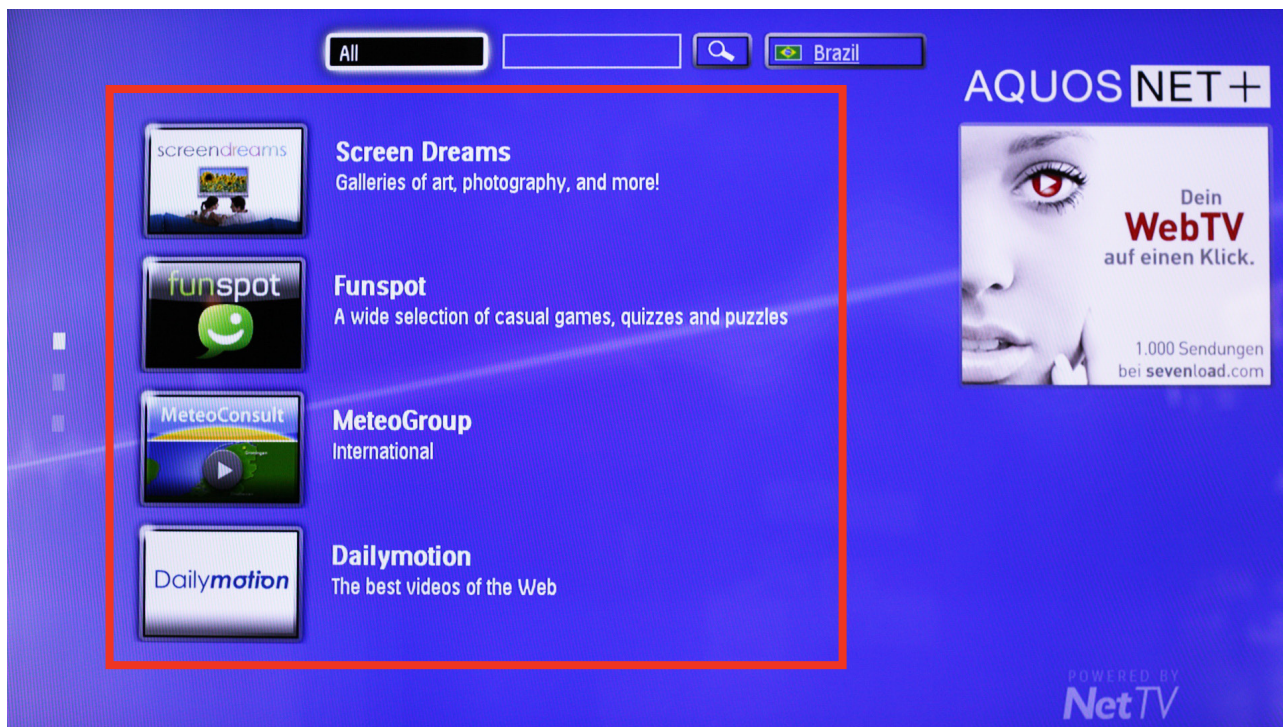 All
Brazil
AQUOS NET+
screendreams
Screen Dreams
Galleries of art, photography, and more!
Dein
WebTV
auf einen Klick.
1.000 Sendungen
bei sevenload.com
funspot
Funspot
A wide selection of casual games, quizzes and puzzles
MeteoConsult
MeteoGroup
International
Dailymotion
Dailymotion
The best videos of the Web
POWERED BY
NetTV